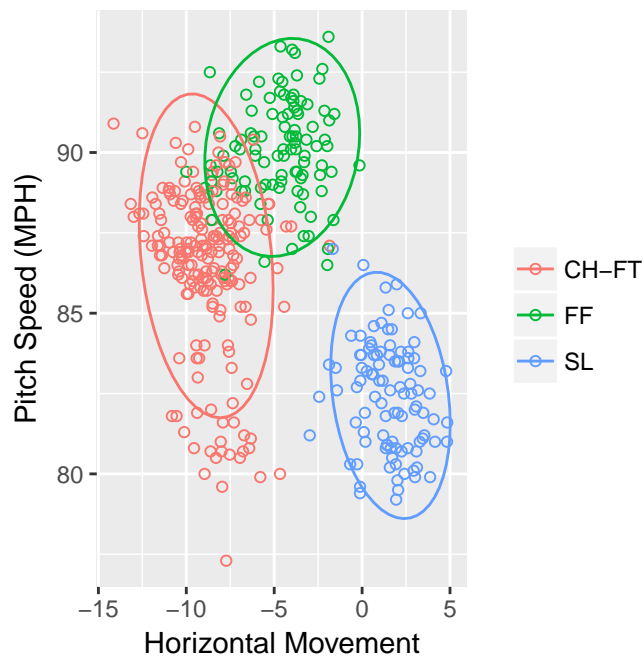 Pitch Speed (MPH)
90
85
80
−15
−10
−5
0
5
Horizontal Movement
CH−FT
FF
SL